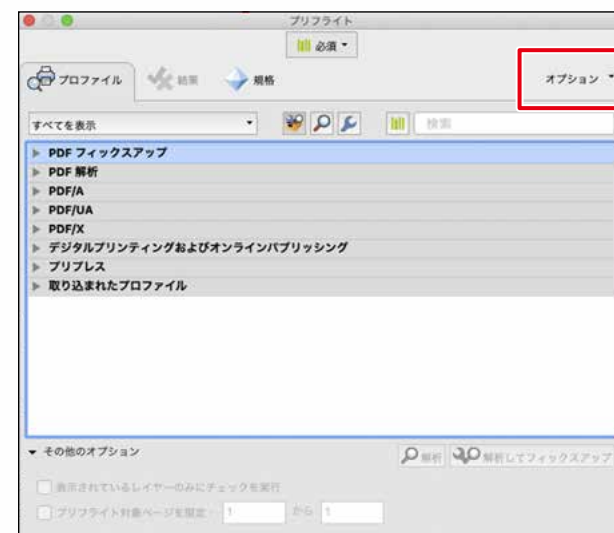 プリフライト
必須
プロファイル 結果 規格 オプション
すべてを表示 検索
PDF フィックスアップ
PDF 解析
PDF/A
PDF/UA
PDF/X
デジタルプリンティングおよびオンラインパブリッシング
プリプレス
取り込まれたプロファイル
その他のオプション 解析 解析してフィックスアップ
表示されているレイヤーのみにチェックを実行
プリフライト対象ページを限定： 1 から 1